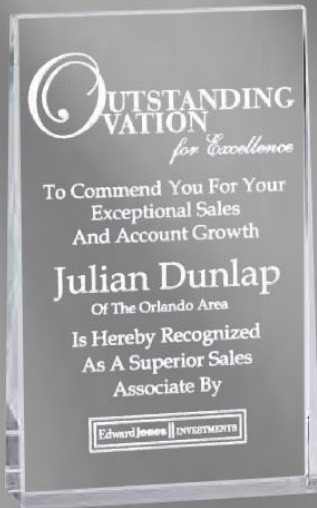 OUTSTANDING
OVATION
for Excellence
To Commend You For Your
Exceptional Sales
And Account Growth
Julian Dunlap
Of The Orlando Area
Is Hereby Recognized
As A Superior Sales
Associate By
Edward Jones INVESTMENTS